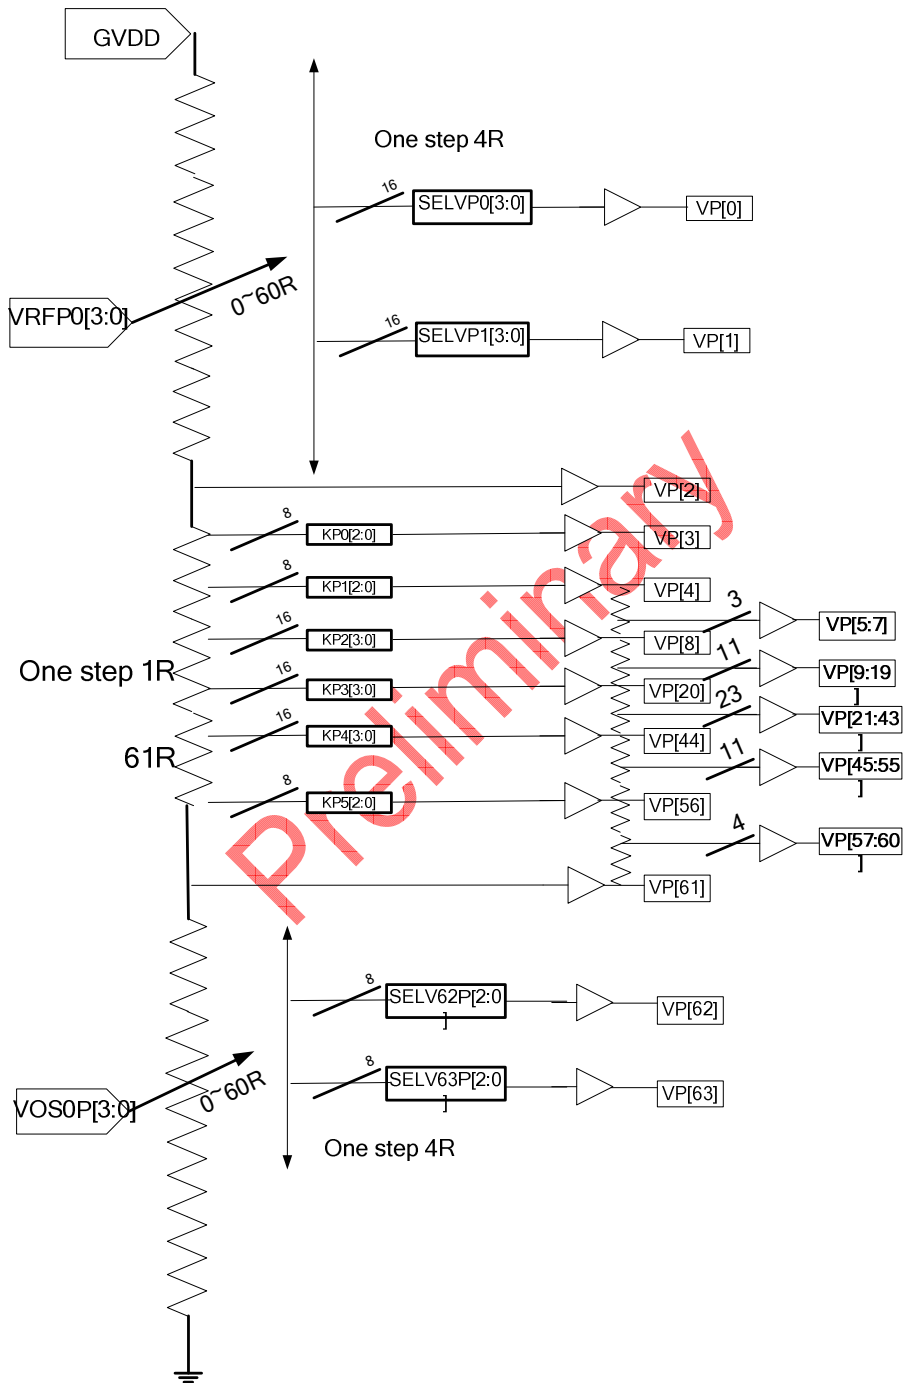 GVDD
One step 4R
16
SELVP0[3:0]
VP[0]
0~60R
VRFP0[3:0]
16
SELVP1[3:0]
VP[1]
VP[2]
8
KP0[2:0]
VP[3]
8
KP1[2:0]
VP[4]
3
VP[5:7]
16
KP2[3:0]
VP[8]
11
VP[9:19
]
One step 1R
16
KP3[3:0]
VP[20]
23
VP[21:43
]
16
KP4[3:0]
VP[44]
61R
11
VP[45:55
]
8
KP5[2:0]
VP[56]
4
VP[57:60
]
VP[61]
Preliminary
8
SELV62P[2:0
]
VP[62]
0~60R
VOS0P[3:0]
8
SELV63P[2:0
]
VP[63]
One step 4R